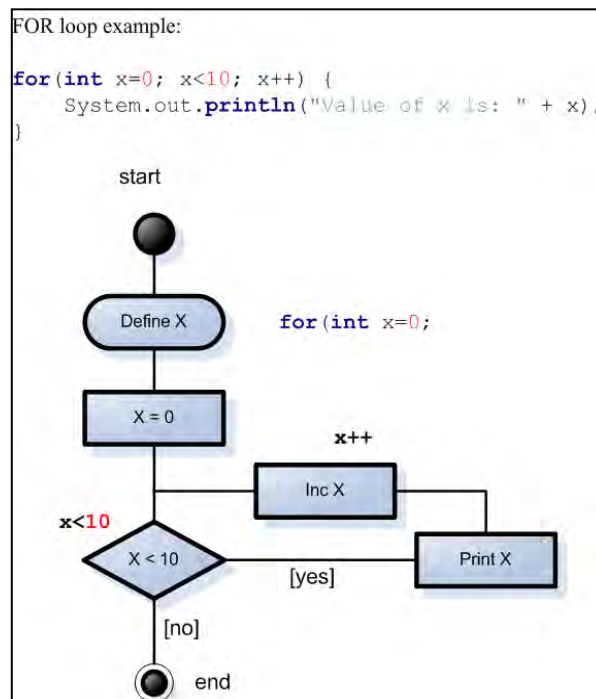 FOR loop example:
for(int x=0; x<10; x++) {
System.out.println("Value of x is: " + x);
}
start
Define X
for(int x=0;
X = 0
x++
Inc X
x<10
X < 10
[yes]
Print X
[no]
end